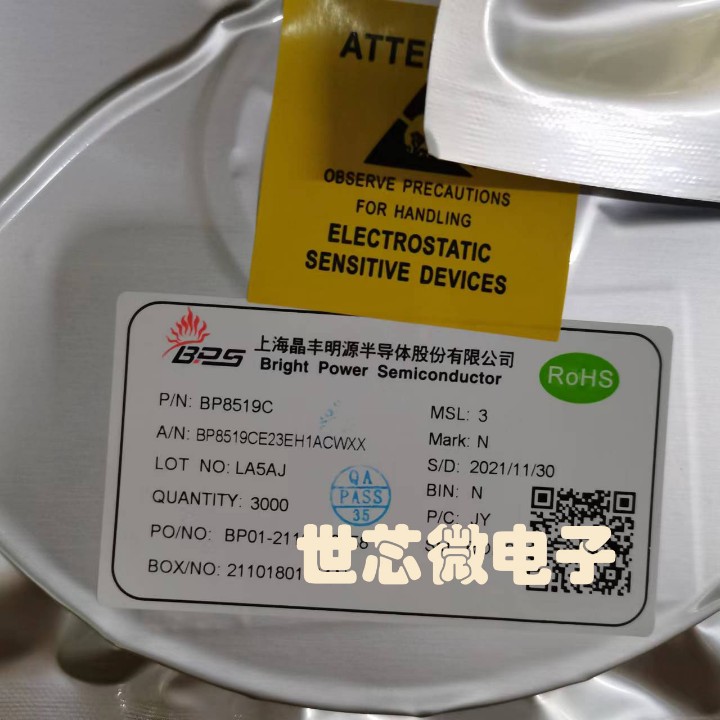 ATTE
OBSERVE PRECAUTIONS
FOR HANDLING
ELECTROSTATIC
SENSITIVE DEVICES
BPS
上海晶丰明源半导体股份有限公司
Bright Power Semiconductor
RoHS
P/N: BP8519C
MSL: 3
A/N: BP8519CE23EH1ACWXX
Mark: N
LOT NO: LA5AJ
S/D: 2021/11/30
QUANTITY: 3000
BIN: N
QA
PASS
35
P/C: JY
PO/NO: BP01-211
BOX/NO: 21101801
世芯微电子